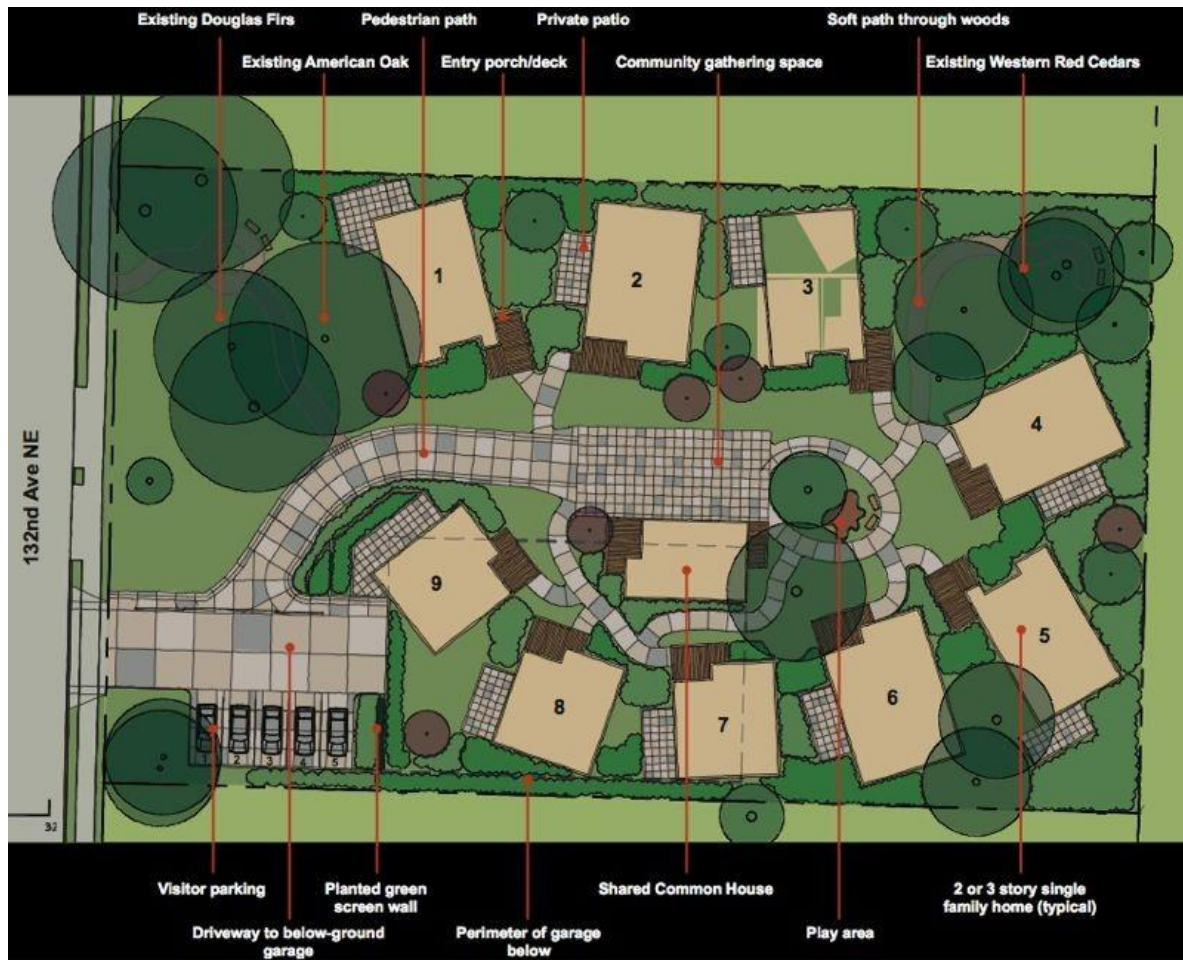 Existing Douglas Firs
Pedestrian path
Private patio
Soft path through woods
Existing American Oak
Entry porch/deck
Community gathering space
Existing Western Red Cedars
132nd Ave NE
1
2
3
4
5
6
7
8
9
1 2 3 4 5
32
Visitor parking
Planted green
screen wall
Shared Common House
2 or 3 story single
family home (typical)
Driveway to below-ground
garage
Perimeter of garage
below
Play area